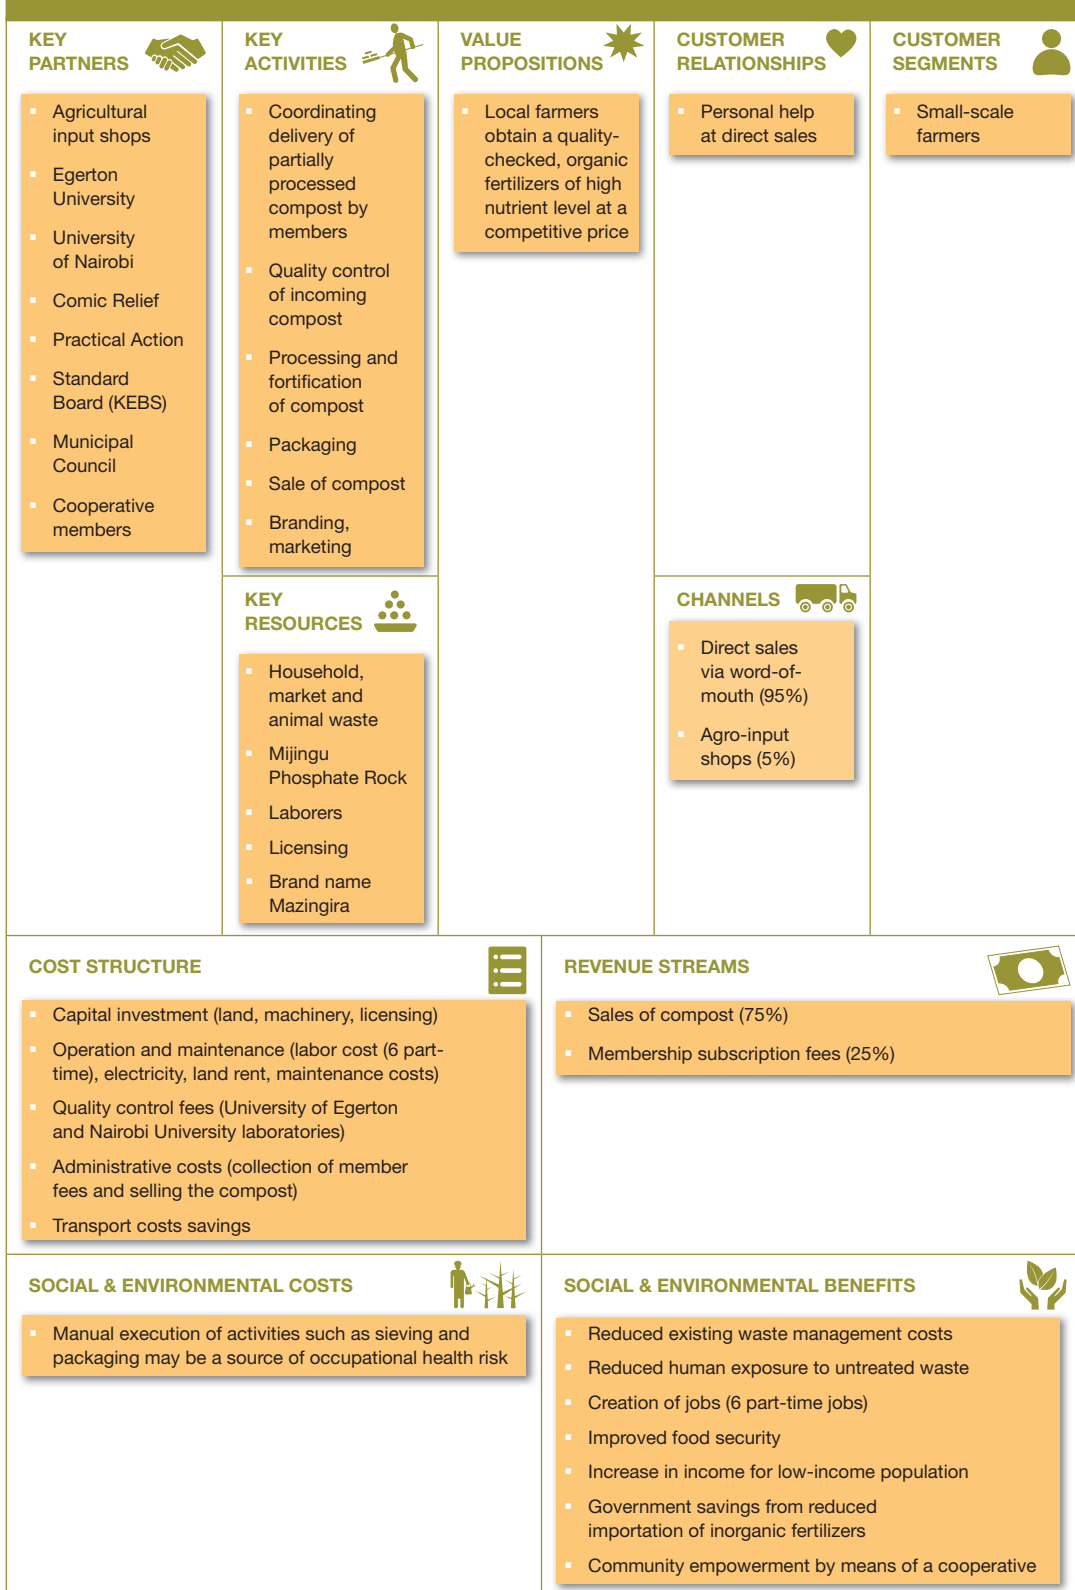 KEY
PARTNERS
Agricultural
input shops
Egerton
University
University
of Nairobi
Comic Relief
Practical Action
Standard
Board (KEBS)
Municipal
Council
Cooperative
members
KEY
ACTIVITIES
Coordinating
delivery of
partially
processed
compost by
members
Quality control
of incoming
compost
Processing and
fortification
of compost
Packaging
Sale of compost
Branding,
marketing
KEY
RESOURCES
Household,
market and
animal waste
Mijingu
Phosphate Rock
Laborers
Licensing
Brand name
Mazingira
VALUE
PROPOSITIONS
Local farmers
obtain a quality-
checked, organic
fertilizers of high
nutrient level at a
competitive price
CUSTOMER
RELATIONSHIPS
Personal help
at direct sales
CHANNELS
Direct sales
via word-of-
mouth (95%)
Agro-input
shops (5%)
CUSTOMER
SEGMENTS
Small-scale
farmers
COST STRUCTURE
Capital investment (land, machinery, licensing)
Operation and maintenance (labor cost (6 part-
time), electricity, land rent, maintenance costs)
Quality control fees (University of Egerton
and Nairobi University laboratories)
Administrative costs (collection of member
fees and selling the compost)
Transport costs savings
REVENUE STREAMS
Sales of compost (75%)
Membership subscription fees (25%)
SOCIAL & ENVIRONMENTAL COSTS
Manual execution of activities such as sieving and
packaging may be a source of occupational health risk
SOCIAL & ENVIRONMENTAL BENEFITS
Reduced existing waste management costs
Reduced human exposure to untreated waste
Creation of jobs (6 part-time jobs)
Improved food security
Increase in income for low-income population
Government savings from reduced
importation of inorganic fertilizers
Community empowerment by means of a cooperative